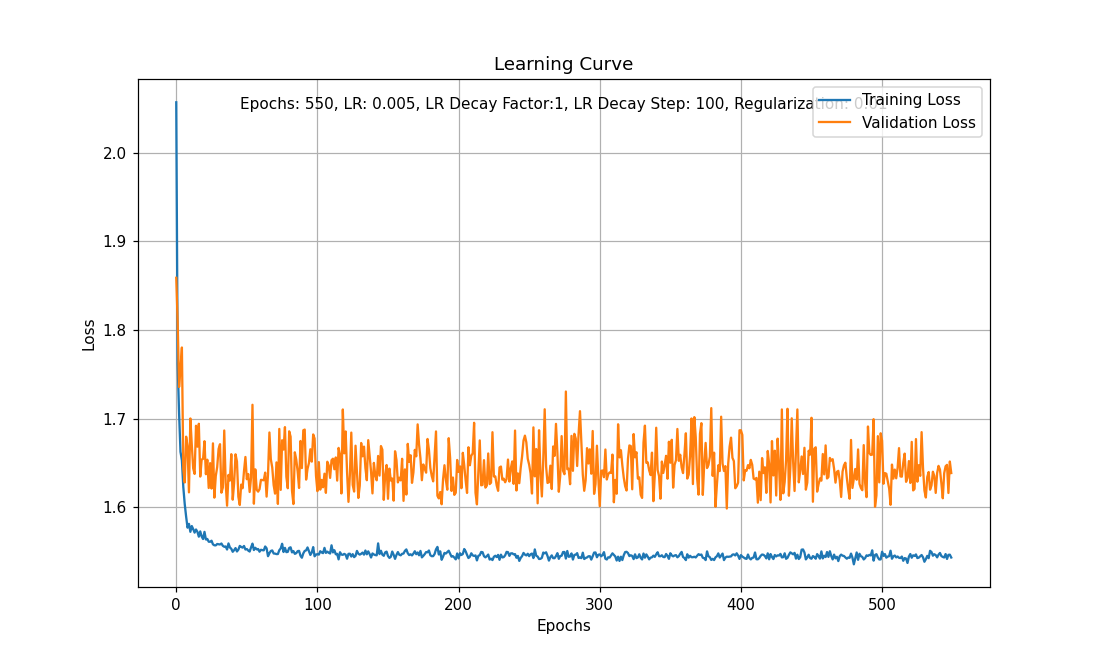 Learning Curve
Epochs: 550, LR: 0.005, LR Decay Factor:1, LR Decay Step: 100, Regularization: 0.01
Training Loss
Validation Loss
2.0
1.9
1.8
1.7
1.6
Loss
0 100 200 300 400 500
Epochs